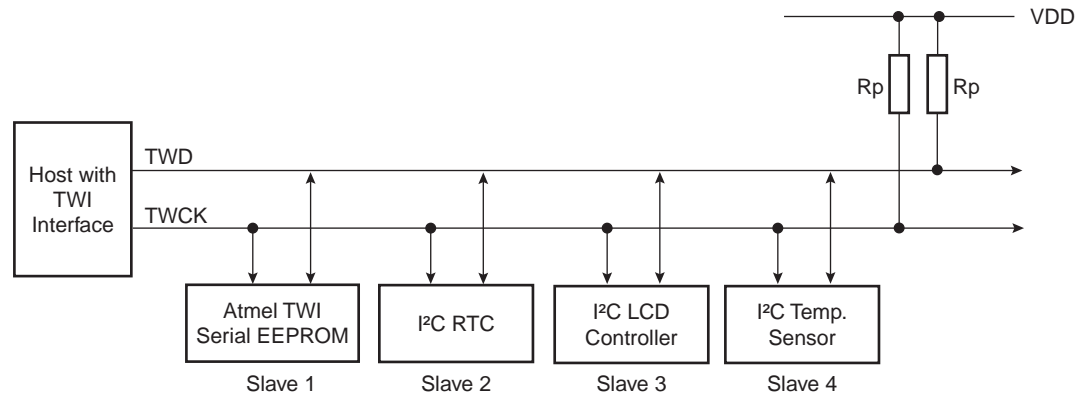 VDD
Rp
Rp
Host with
TWI
Interface
TWD
TWCK
Atmel TWI
Serial EEPROM
I²C RTC
I²C LCD
Controller
I²C Temp.
Sensor
Slave 1
Slave 2
Slave 3
Slave 4